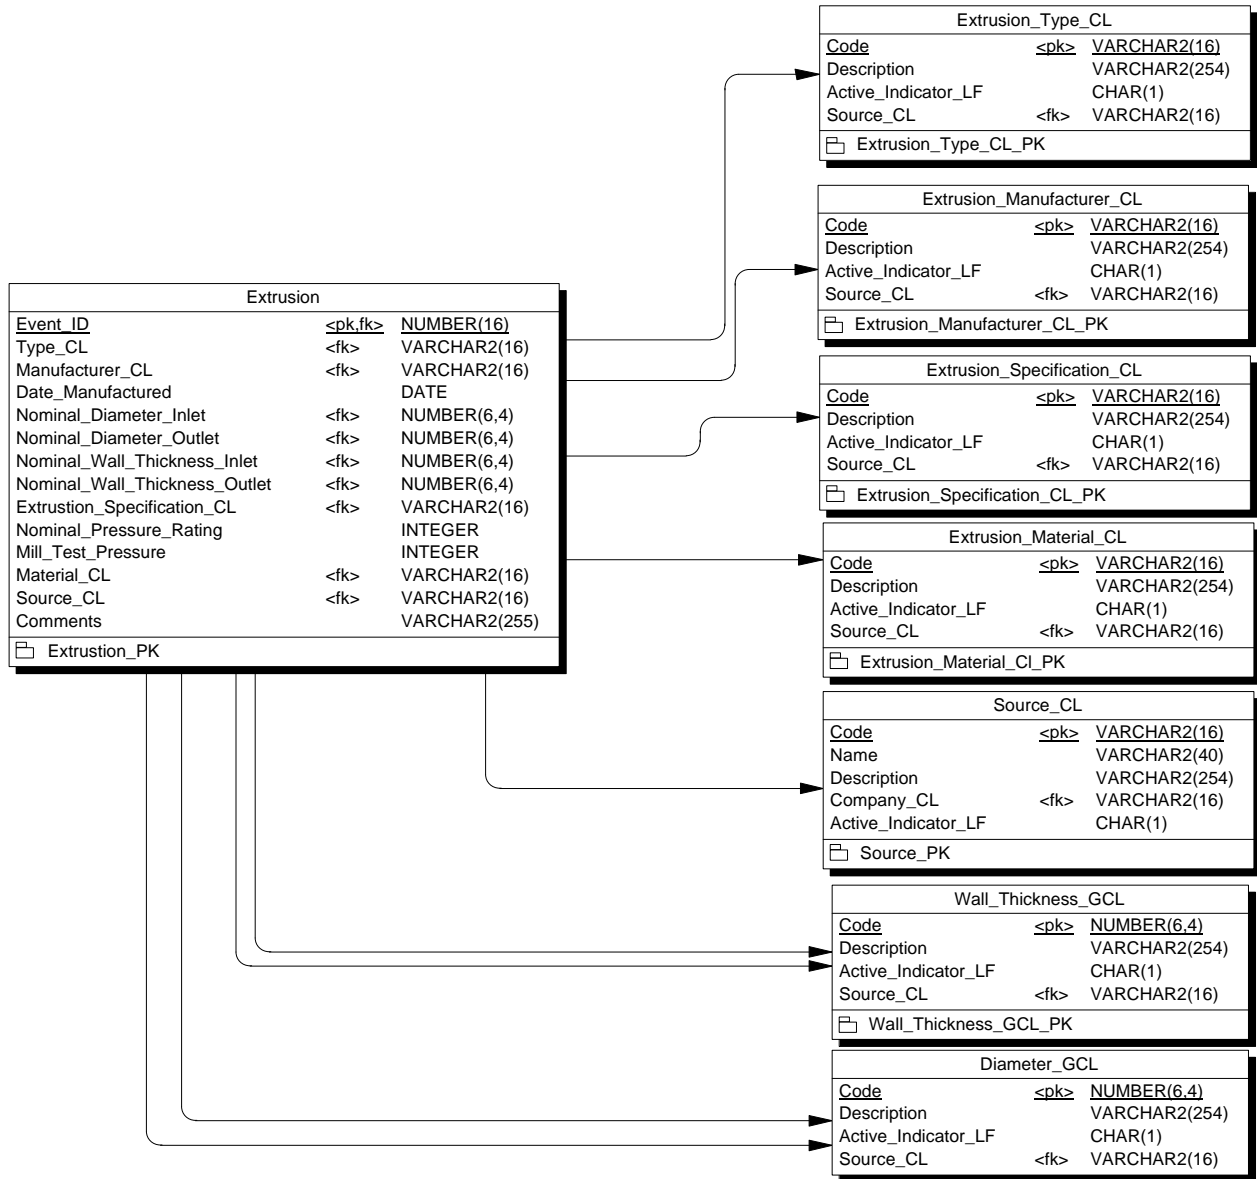 Extrusion_Type_CL
Code <pk> VARCHAR2(16)
Description VARCHAR2(254)
Active_Indicator_LF CHAR(1)
Source_CL <fk> VARCHAR2(16)
Extrusion_Type_CL_PK
Extrusion_Manufacturer_CL
Code <pk> VARCHAR2(16)
Description VARCHAR2(254)
Active_Indicator_LF CHAR(1)
Source_CL <fk> VARCHAR2(16)
Extrusion_Manufacturer_CL_PK
Extrusion
Event_ID <pk,fk> NUMBER(16)
Type_CL <fk> VARCHAR2(16)
Manufacturer_CL <fk> VARCHAR2(16)
Date_Manufactured DATE
Nominal_Diameter_Inlet <fk> NUMBER(6,4)
Nominal_Diameter_Outlet <fk> NUMBER(6,4)
Nominal_Wall_Thickness_Inlet <fk> NUMBER(6,4)
Nominal_Wall_Thickness_Outlet <fk> NUMBER(6,4)
Extrustion_Specification_CL <fk> VARCHAR2(16)
Nominal_Pressure_Rating INTEGER
Mill_Test_Pressure INTEGER
Material_CL <fk> VARCHAR2(16)
Source_CL <fk> VARCHAR2(16)
Comments VARCHAR2(255)
Extrustion_PK
Extrusion_Specification_CL
Code <pk> VARCHAR2(16)
Description VARCHAR2(254)
Active_Indicator_LF CHAR(1)
Source_CL <fk> VARCHAR2(16)
Extrusion_Specification_CL_PK
Extrusion_Material_CL
Code <pk> VARCHAR2(16)
Description VARCHAR2(254)
Active_Indicator_LF CHAR(1)
Source_CL <fk> VARCHAR2(16)
Extrusion_Material_Cl_PK
Source_CL
Code <pk> VARCHAR2(16)
Name VARCHAR2(40)
Description VARCHAR2(254)
Company_CL <fk> VARCHAR2(16)
Active_Indicator_LF CHAR(1)
Source_PK
Wall_Thickness_GCL
Code <pk> NUMBER(6,4)
Description VARCHAR2(254)
Active_Indicator_LF CHAR(1)
Source_CL <fk> VARCHAR2(16)
Wall_Thickness_GCL_PK
Diameter_GCL
Code <pk> NUMBER(6,4)
Description VARCHAR2(254)
Active_Indicator_LF CHAR(1)
Source_CL <fk> VARCHAR2(16)